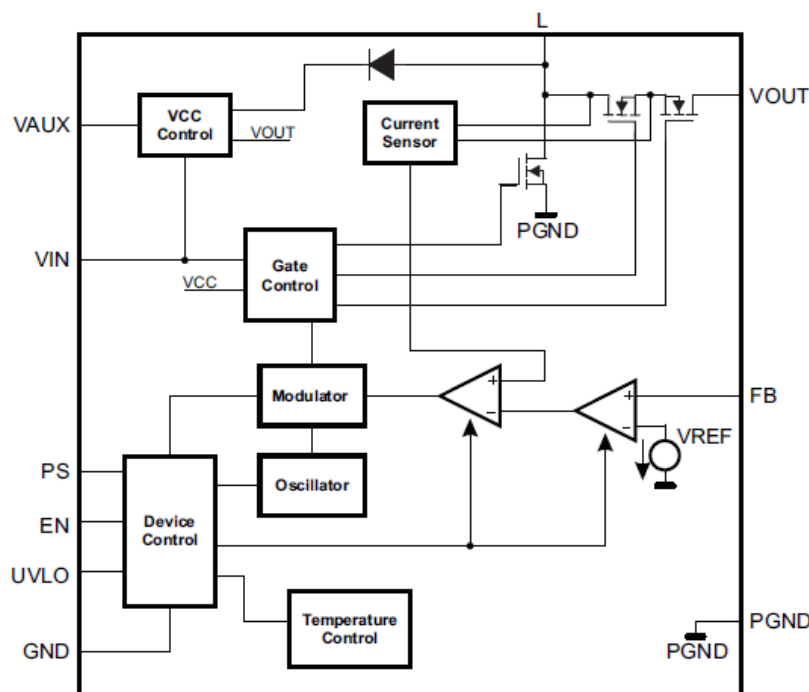 L
VAUX
VCC
Control
VOUT
Current
Sensor
VOUT
PGND
VIN
VCC
Gate
Control
Modulator
+
−
+
−
FB
VREF
PS
EN
UVLO
GND
Device
Control
Oscillator
Temperature
Control
PGND
PGND